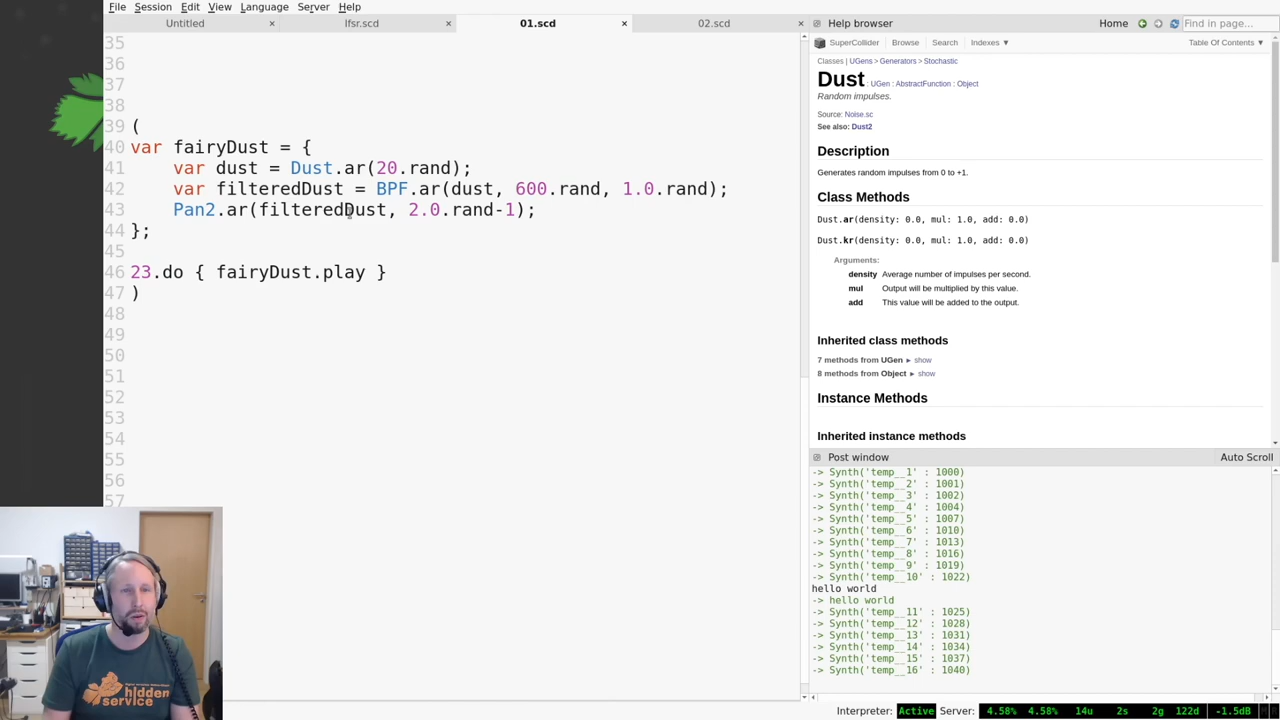 File Session Edit View Language Server Help
Untitled × lfsr.scd × 01.scd × 02.scd ×
35
36
37
38
39 (
40 var fairyDust = {
41 var dust = Dust.ar(20.rand);
42 var filteredDust = BPF.ar(dust, 600.rand, 1.0.rand);
43 Pan2.ar(filteredDust, 2.0.rand-1);
44 };
45
46 23.do { fairyDust.play }
47 )
48
49
50
51
52
53
54
55
56
57
hidden
service
Help browser Home Find in page...
SuperCollider Browse Search Indexes ▼ Table Of Contents ▼
Classes | UGens > Generators > Stochastic
Dust : UGen : AbstractFunction : Object
Random impulses.
Source: Noise.sc
See also: Dust2
Description
Generates random impulses from 0 to +1.
Class Methods
Dust.ar(density: 0.0, mul: 1.0, add: 0.0)
Dust.kr(density: 0.0, mul: 1.0, add: 0.0)
Arguments:
density Average number of impulses per second.
mul Output will be multiplied by this value.
add This value will be added to the output.
Inherited class methods
7 methods from UGen ► show
8 methods from Object ► show
Instance Methods
Inherited instance methods
Post window Auto Scroll
-> Synth('temp__1' : 1000)
-> Synth('temp__2' : 1001)
-> Synth('temp__3' : 1002)
-> Synth('temp__4' : 1004)
-> Synth('temp__5' : 1007)
-> Synth('temp__6' : 1010)
-> Synth('temp__7' : 1013)
-> Synth('temp__8' : 1016)
-> Synth('temp__9' : 1019)
-> Synth('temp__10' : 1022)
hello world
-> hello world
-> Synth('temp__11' : 1025)
-> Synth('temp__12' : 1028)
-> Synth('temp__13' : 1031)
-> Synth('temp__14' : 1034)
-> Synth('temp__15' : 1037)
-> Synth('temp__16' : 1040)
Interpreter: Active Server: 4.58% 4.58% 14u 2s 2g 122d -1.5dB